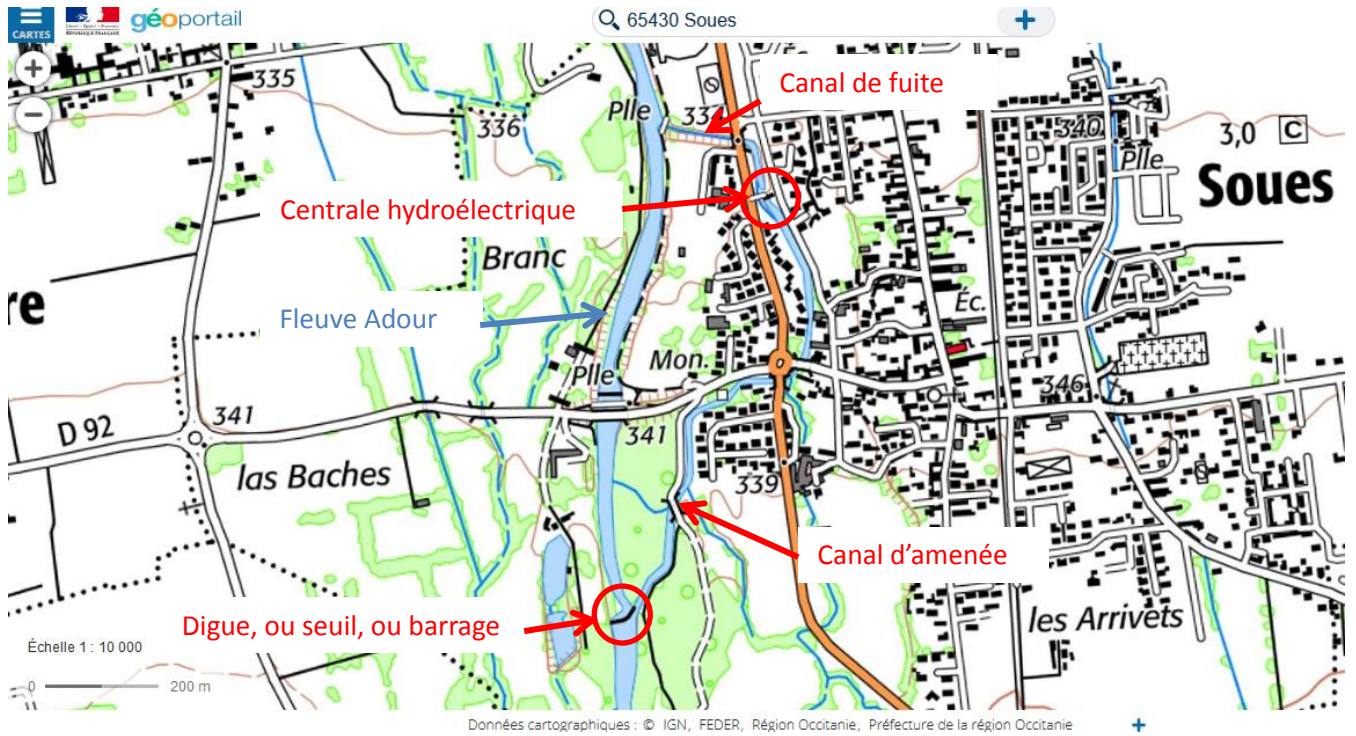 CARTES
RÉPUBLIQUE FRANÇAISE
géoportail
65430 Soues
+
+
−
335
336
Plle
334
Canal de fuite
340
Plle
3,0 C
Soues
Centrale hydroélectrique
Branc
re
Fleuve Adour
Éc.
Mon.
Plle
346
D 92
341
341
las Baches
339
Canal d'amenée
Digue, ou seuil, ou barrage
les Arrivets
Échelle 1 : 10 000
0 200 m
Données cartographiques : © IGN, FEDER, Région Occitanie, Préfecture de la région Occitanie +